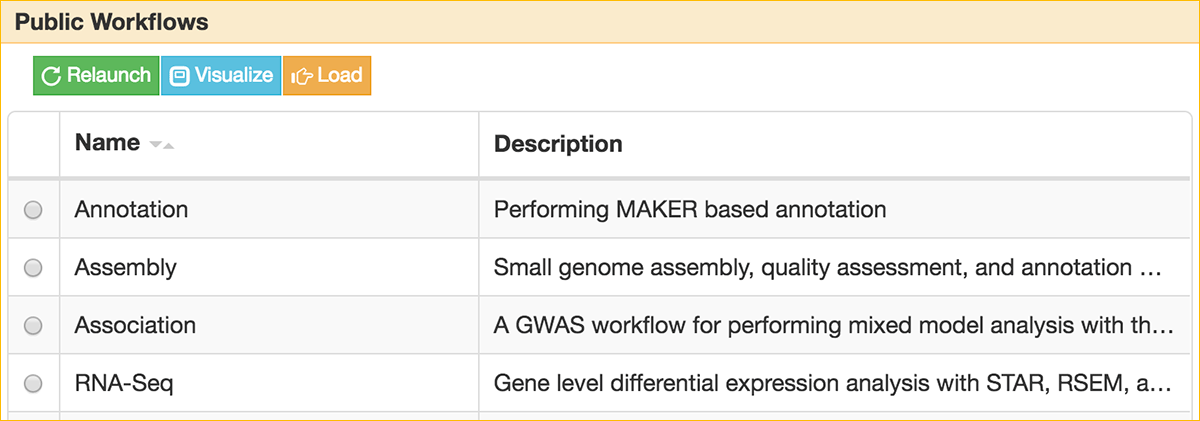 Public Workflows
Relaunch Visualize Load
Name Description
Annotation Performing MAKER based annotation
Assembly Small genome assembly, quality assessment, and annotation …
Association A GWAS workflow for performing mixed model analysis with th…
RNA-Seq Gene level differential expression analysis with STAR, RSEM, a…